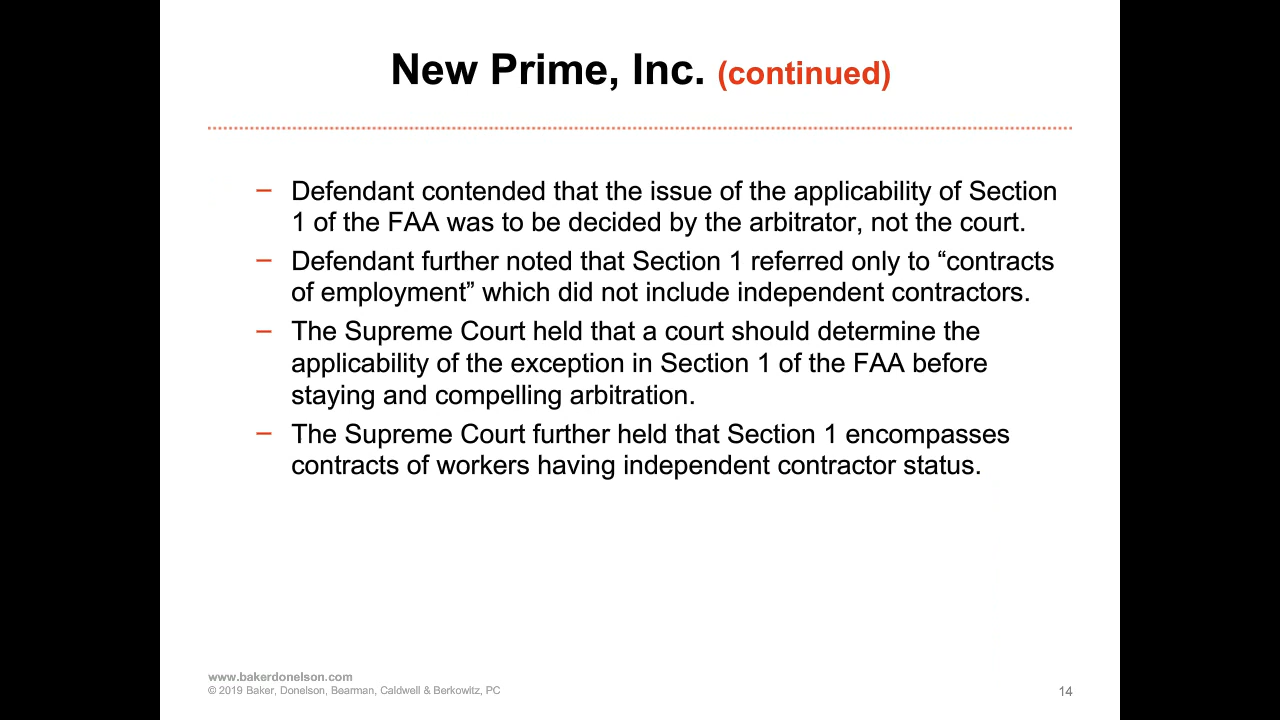 New Prime, Inc. (continued)
– Defendant contended that the issue of the applicability of Section
1 of the FAA was to be decided by the arbitrator, not the court.
– Defendant further noted that Section 1 referred only to “contracts
of employment” which did not include independent contractors.
– The Supreme Court held that a court should determine the
applicability of the exception in Section 1 of the FAA before
staying and compelling arbitration.
– The Supreme Court further held that Section 1 encompasses
contracts of workers having independent contractor status.
www.bakerdonelson.com
© 2019 Baker, Donelson, Bearman, Caldwell & Berkowitz, PC
14